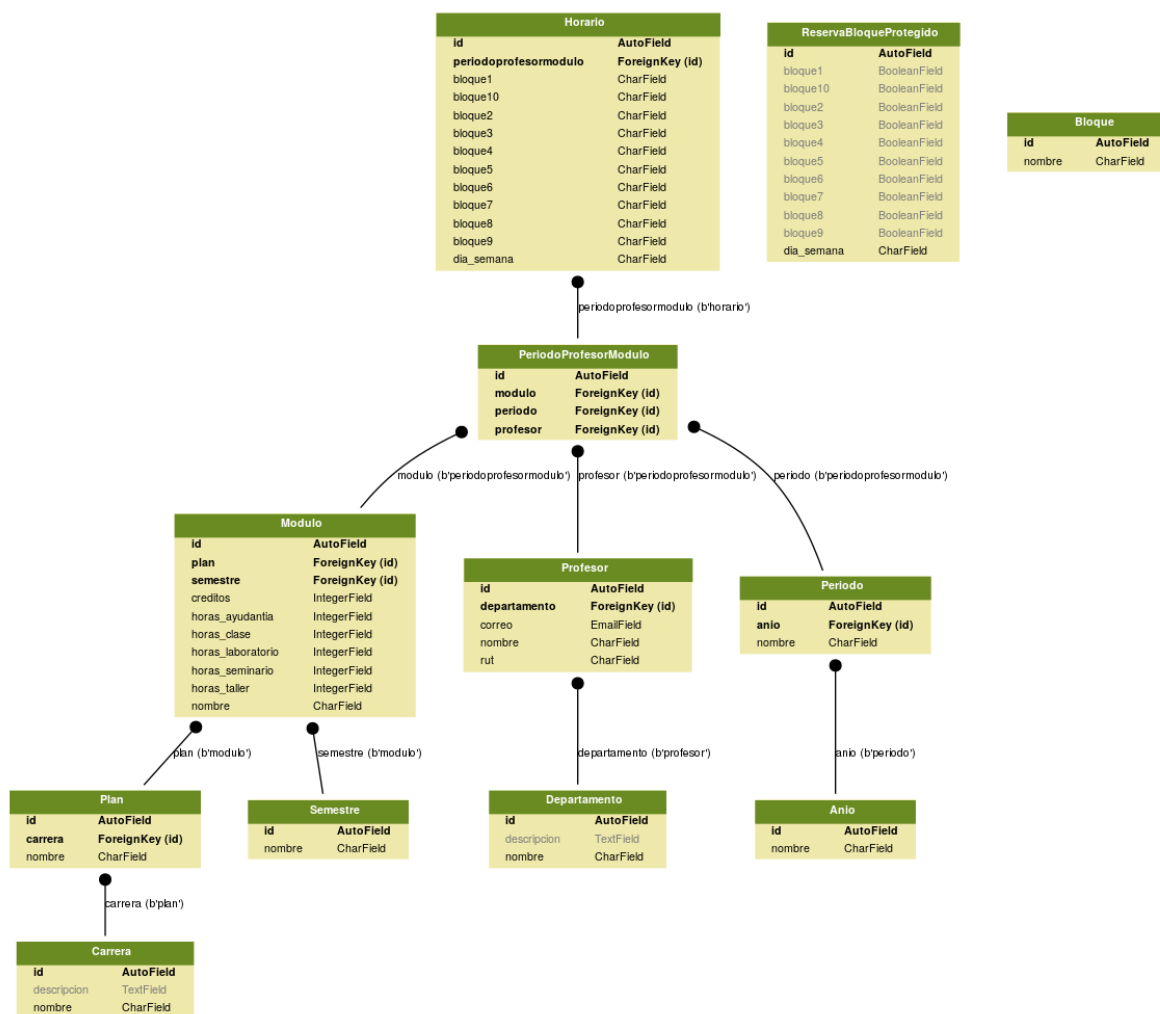 Horario
id AutoField
periodoprofesormodulo ForeignKey (id)
bloque1 CharField
bloque10 CharField
bloque2 CharField
bloque3 CharField
bloque4 CharField
bloque5 CharField
bloque6 CharField
bloque7 CharField
bloque8 CharField
bloque9 CharField
dia_semana CharField
ReservaBloqueProtegido
id AutoField
bloque1 BooleanField
bloque10 BooleanField
bloque2 BooleanField
bloque3 BooleanField
bloque4 BooleanField
bloque5 BooleanField
bloque6 BooleanField
bloque7 BooleanField
bloque8 BooleanField
bloque9 BooleanField
dia_semana CharField
Bloque
id AutoField
nombre CharField
periodoprofesormodulo (b'horario')
PeriodoProfesorModulo
id AutoField
modulo ForeignKey (id)
periodo ForeignKey (id)
profesor ForeignKey (id)
modulo (b'periodoprofesormodulo')
profesor (b'periodoprofesormodulo')
periodo (b'periodoprofesormodulo')
Modulo
id AutoField
plan ForeignKey (id)
semestre ForeignKey (id)
creditos IntegerField
horas_ayudantia IntegerField
horas_clase IntegerField
horas_laboratorio IntegerField
horas_seminario IntegerField
horas_taller IntegerField
nombre CharField
Profesor
id AutoField
departamento ForeignKey (id)
correo EmailField
nombre CharField
rut CharField
Periodo
id AutoField
anio ForeignKey (id)
nombre CharField
plan (b'modulo')
semestre (b'modulo')
departamento (b'profesor')
anio (b'periodo')
Plan
id AutoField
carrera ForeignKey (id)
nombre CharField
Semestre
id AutoField
nombre CharField
Departamento
id AutoField
descripcion TextField
nombre CharField
Anio
id AutoField
nombre CharField
carrera (b'plan')
Carrera
id AutoField
descripcion TextField
nombre CharField